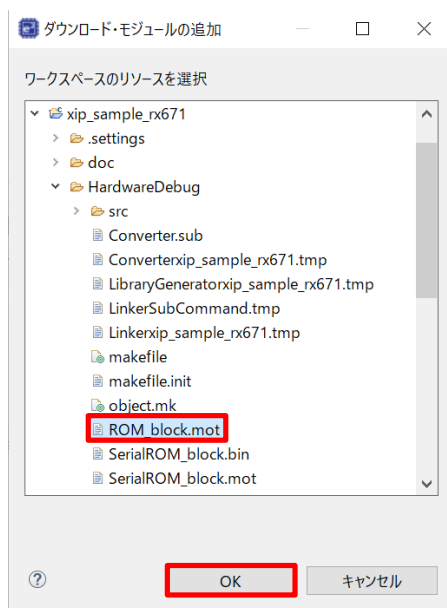 ダウンロード・モジュールの追加
ワークスペースのリソースを選択
xip_sample_rx671
.settings
doc
HardwareDebug
src
Converter.sub
Converterxip_sample_rx671.tmp
LibraryGeneratorxip_sample_rx671.tmp
LinkerSubCommand.tmp
Linkerxip_sample_rx671.tmp
makefile
makefile.init
object.mk
ROM_block.mot
SerialROM_block.bin
SerialROM_block.mot
OK キャンセル